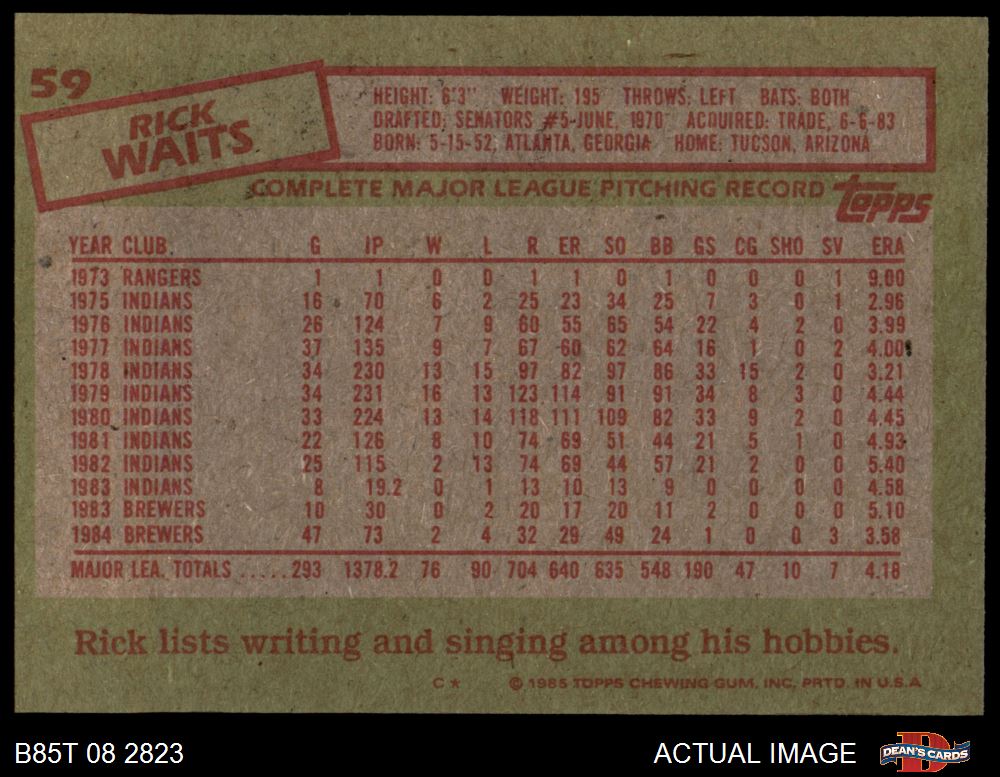 59
RICK
WAITS
HEIGHT: 6'3" WEIGHT: 195 THROWS: LEFT BATS: BOTH
DRAFTED: SENATORS #5-JUNE, 1970 ACQUIRED: TRADE, 6-6-83
BORN: 5-15-52, ATLANTA, GEORGIA HOME: TUCSON, ARIZONA
COMPLETE MAJOR LEAGUE PITCHING RECORD topps
YEAR CLUB G IP W L R ER SO BB GS CG SHO SV ERA
1973 RANGERS 1 1 0 0 1 1 0 1 0 0 0 1 9.00
1975 INDIANS 16 70 6 2 25 23 34 25 7 3 0 1 2.96
1976 INDIANS 26 124 7 9 60 55 65 54 22 4 2 0 3.99
1977 INDIANS 37 135 9 7 67 60 62 64 16 1 0 2 4.00
1978 INDIANS 34 230 13 15 97 82 97 86 33 15 2 0 3.21
1979 INDIANS 34 231 16 13 123 114 91 91 34 8 3 0 4.44
1980 INDIANS 33 224 13 14 118 111 109 82 33 9 2 0 4.45
1981 INDIANS 22 126 8 10 74 69 51 44 21 5 1 0 4.93
1982 INDIANS 25 115 2 13 74 69 44 57 21 2 0 0 5.40
1983 INDIANS 8 19.2 0 1 13 10 13 9 0 0 0 0 4.58
1983 BREWERS 10 30 0 2 20 17 20 11 2 0 0 0 5.10
1984 BREWERS 47 73 2 4 32 29 49 24 1 0 0 3 3.58
MAJOR LEA. TOTALS .....293 1378.2 76 90 704 640 635 548 190 47 10 7 4.18
Rick lists writing and singing among his hobbies.
C★ © 1985 TOPPS CHEWING GUM, INC. PRTD. IN U.S.A
B85T 08 2823 ACTUAL IMAGE D DEAN'S CARDS